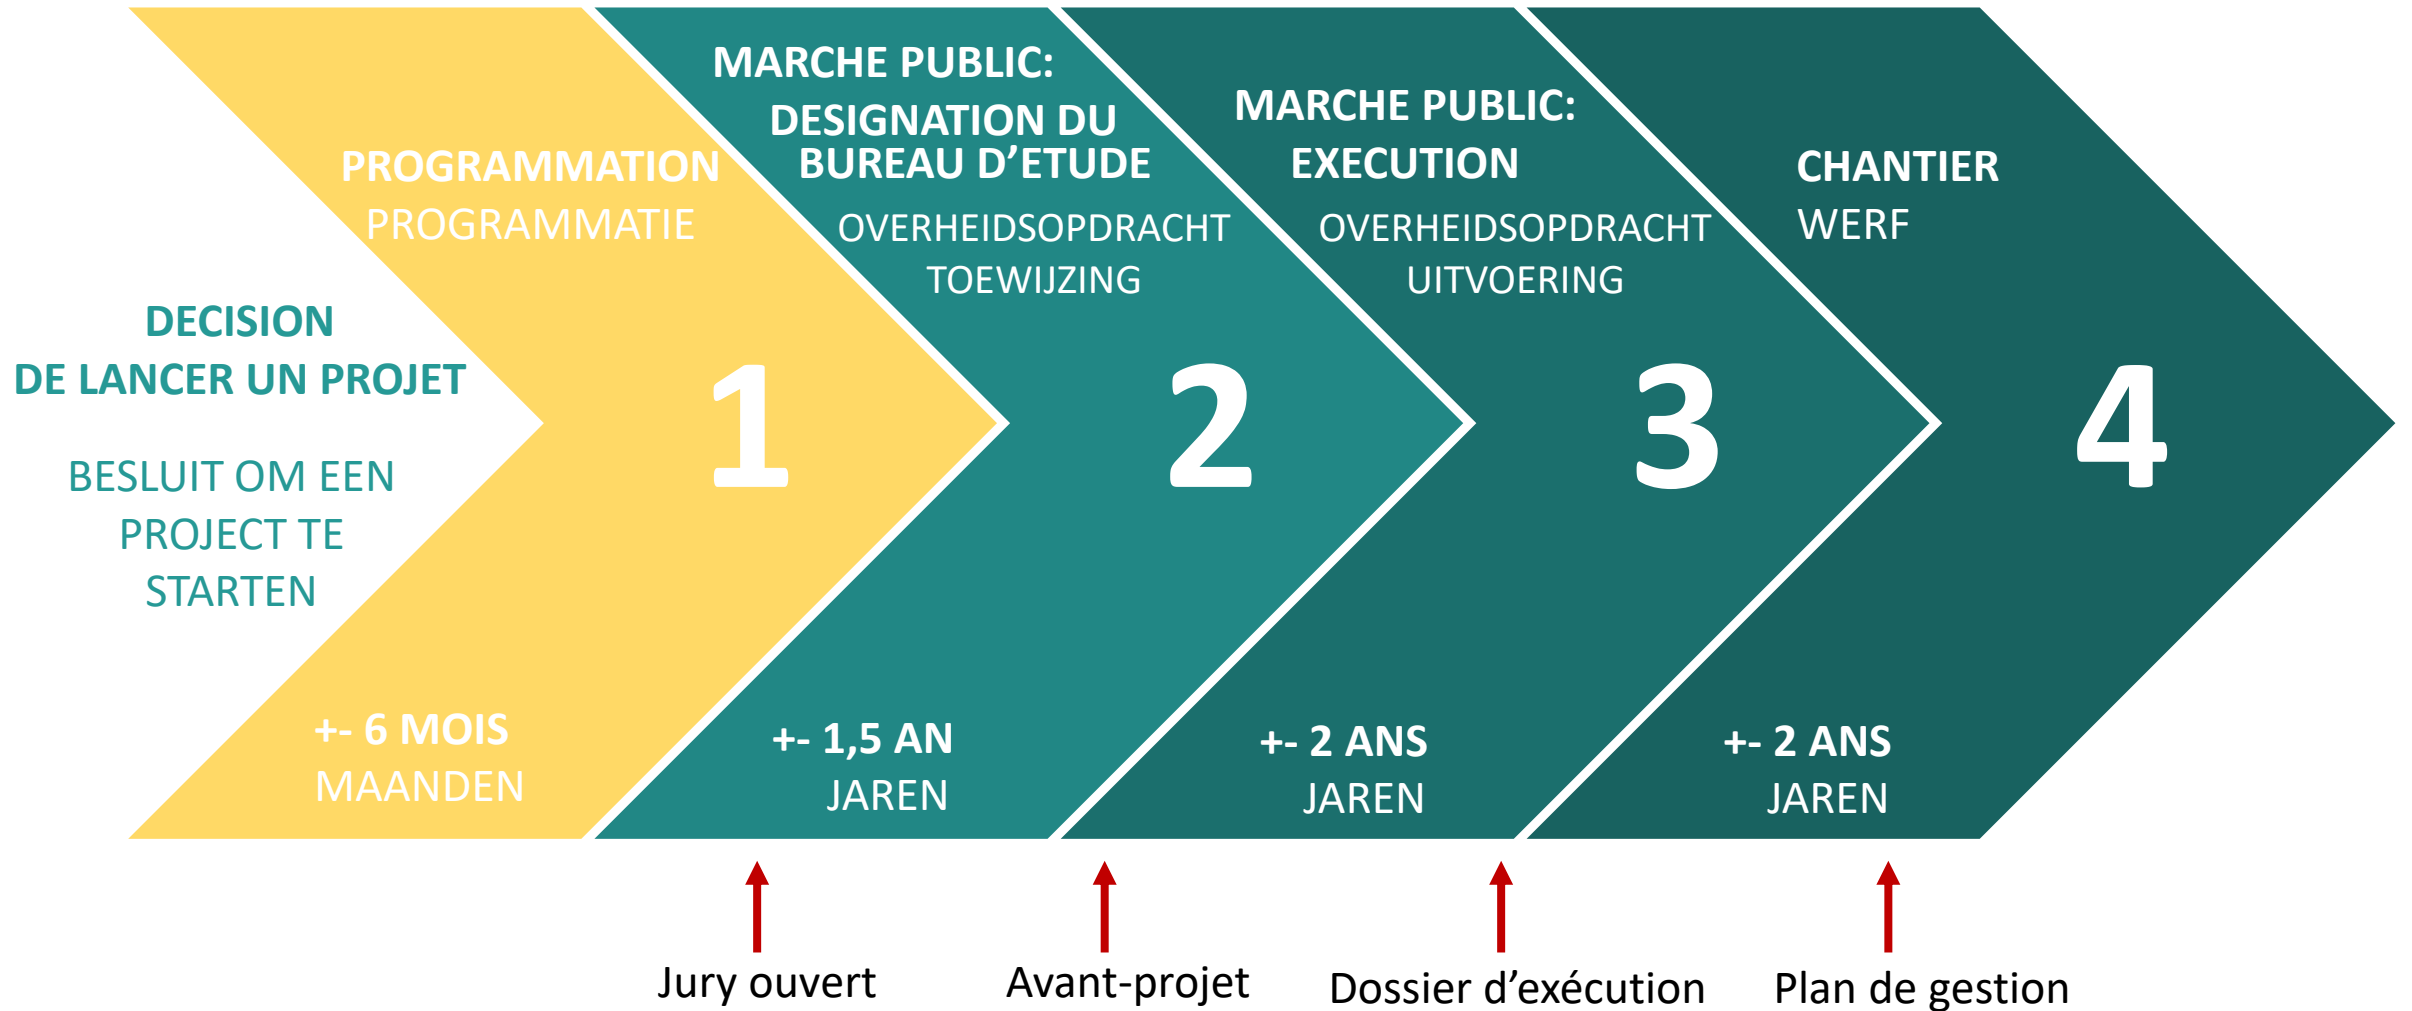 DECISION
DE LANCER UN PROJET
BESLUIT OM EEN
PROJECT TE
STARTEN
PROGRAMMATION
PROGRAMMATIE
1
+- 6 MOIS
MAANDEN
MARCHE PUBLIC:
DESIGNATION DU
BUREAU D’ETUDE
OVERHEIDSOPDRACHT
TOEWIJZING
2
+- 1,5 AN
JAREN
MARCHE PUBLIC:
EXECUTION
OVERHEIDSOPDRACHT
UITVOERING
3
+- 2 ANS
JAREN
CHANTIER
WERF
4
+- 2 ANS
JAREN
Jury ouvert
Avant-projet
Dossier d’exécution
Plan de gestion